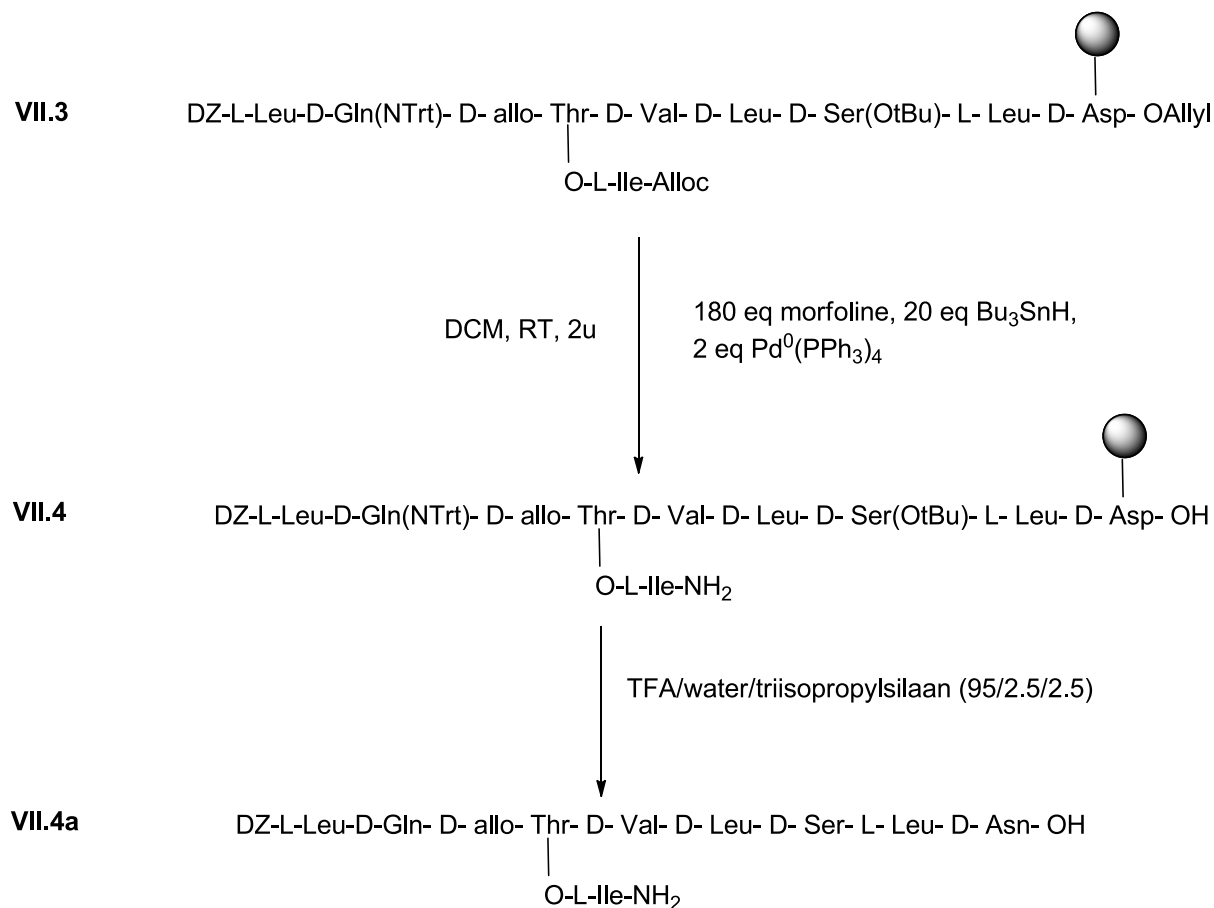 VII.3
DZ-L-Leu-D-Gln(NTrt)- D- allo- Thr- D- Val- D- Leu- D- Ser(OtBu)- L- Leu- D- Asp- OAllyl
O-L-Ile-Alloc
DCM, RT, 2u
180 eq morfoline, 20 eq Bu₃SnH,
2 eq Pd⁰(PPh₃)₄
VII.4
DZ-L-Leu-D-Gln(NTrt)- D- allo- Thr- D- Val- D- Leu- D- Ser(OtBu)- L- Leu- D- Asp- OH
O-L-Ile-NH₂
TFA/water/triisopropylsilaan (95/2.5/2.5)
VII.4a
DZ-L-Leu-D-Gln- D- allo- Thr- D- Val- D- Leu- D- Ser- L- Leu- D- Asn- OH
O-L-Ile-NH₂